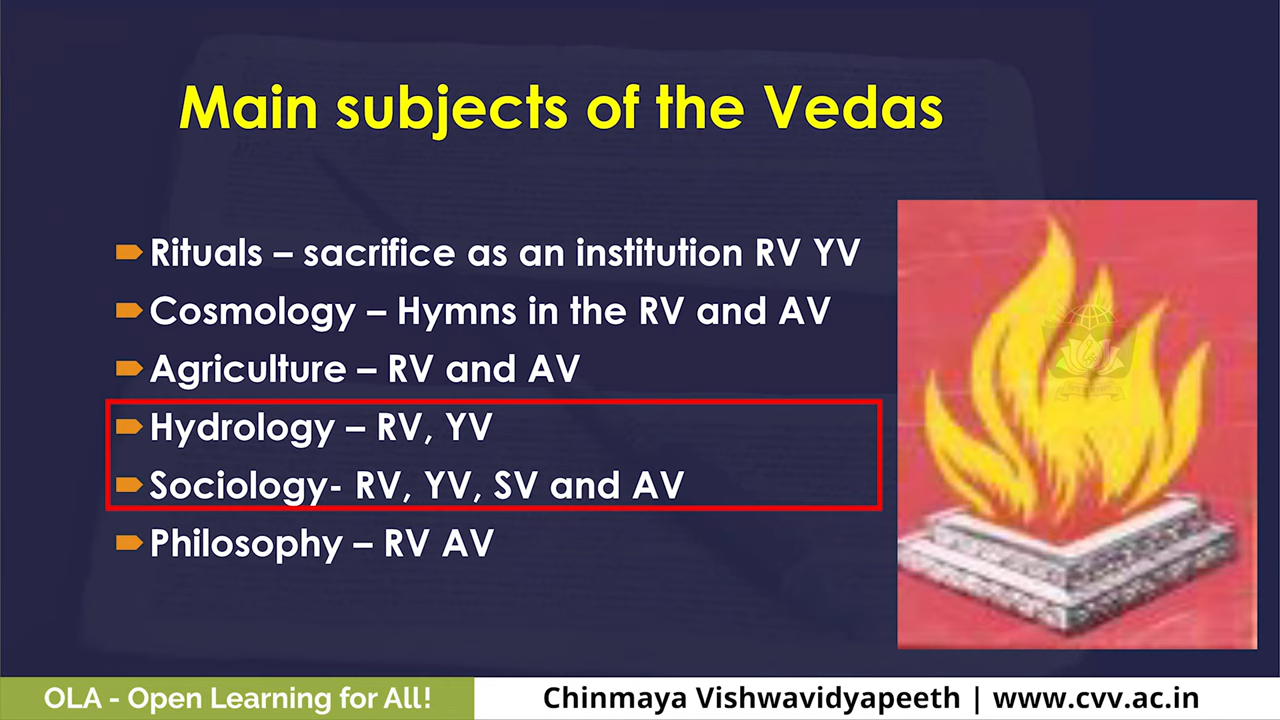 Main subjects of the Vedas
Rituals – sacrifice as an institution RV YV
Cosmology – Hymns in the RV and AV
Agriculture – RV and AV
Hydrology – RV, YV
Sociology- RV, YV, SV and AV
Philosophy – RV AV
OLA - Open Learning for All!
Chinmaya Vishwavidyapeeth | www.cvv.ac.in